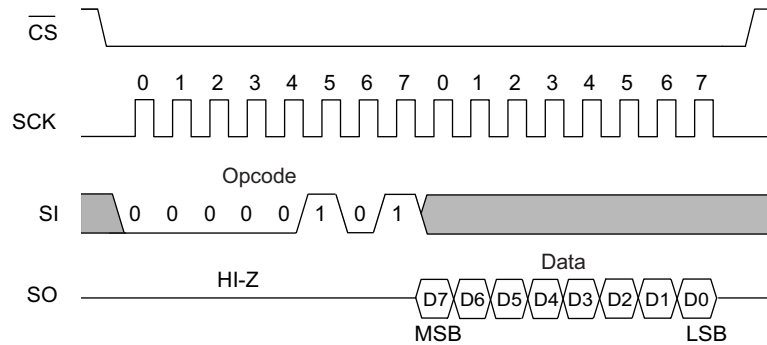 CS
0 1 2 3 4 5 6 7 0 1 2 3 4 5 6 7
SCK
Opcode
SI 0 0 0 0 0 1 0 1
Data
HI-Z
SO D7 D6 D5 D4 D3 D2 D1 D0
MSB LSB